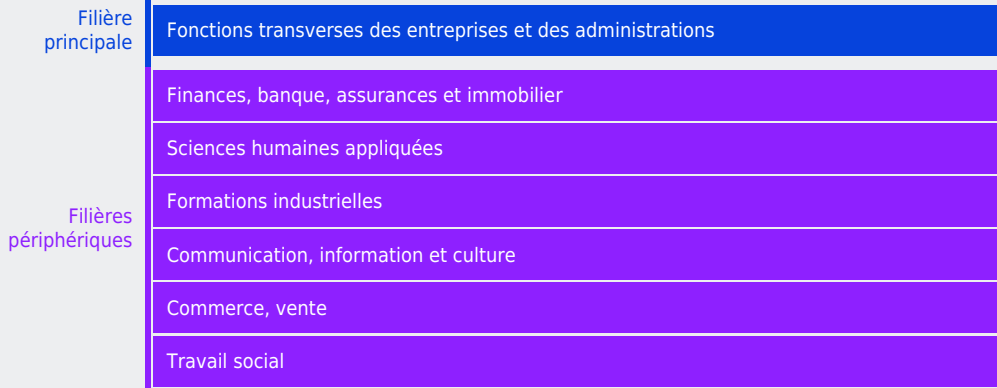 Filière
principale
Fonctions transverses des entreprises et des administrations
Filières
périphériques
Finances, banque, assurances et immobilier
Sciences humaines appliquées
Formations industrielles
Communication, information et culture
Commerce, vente
Travail social